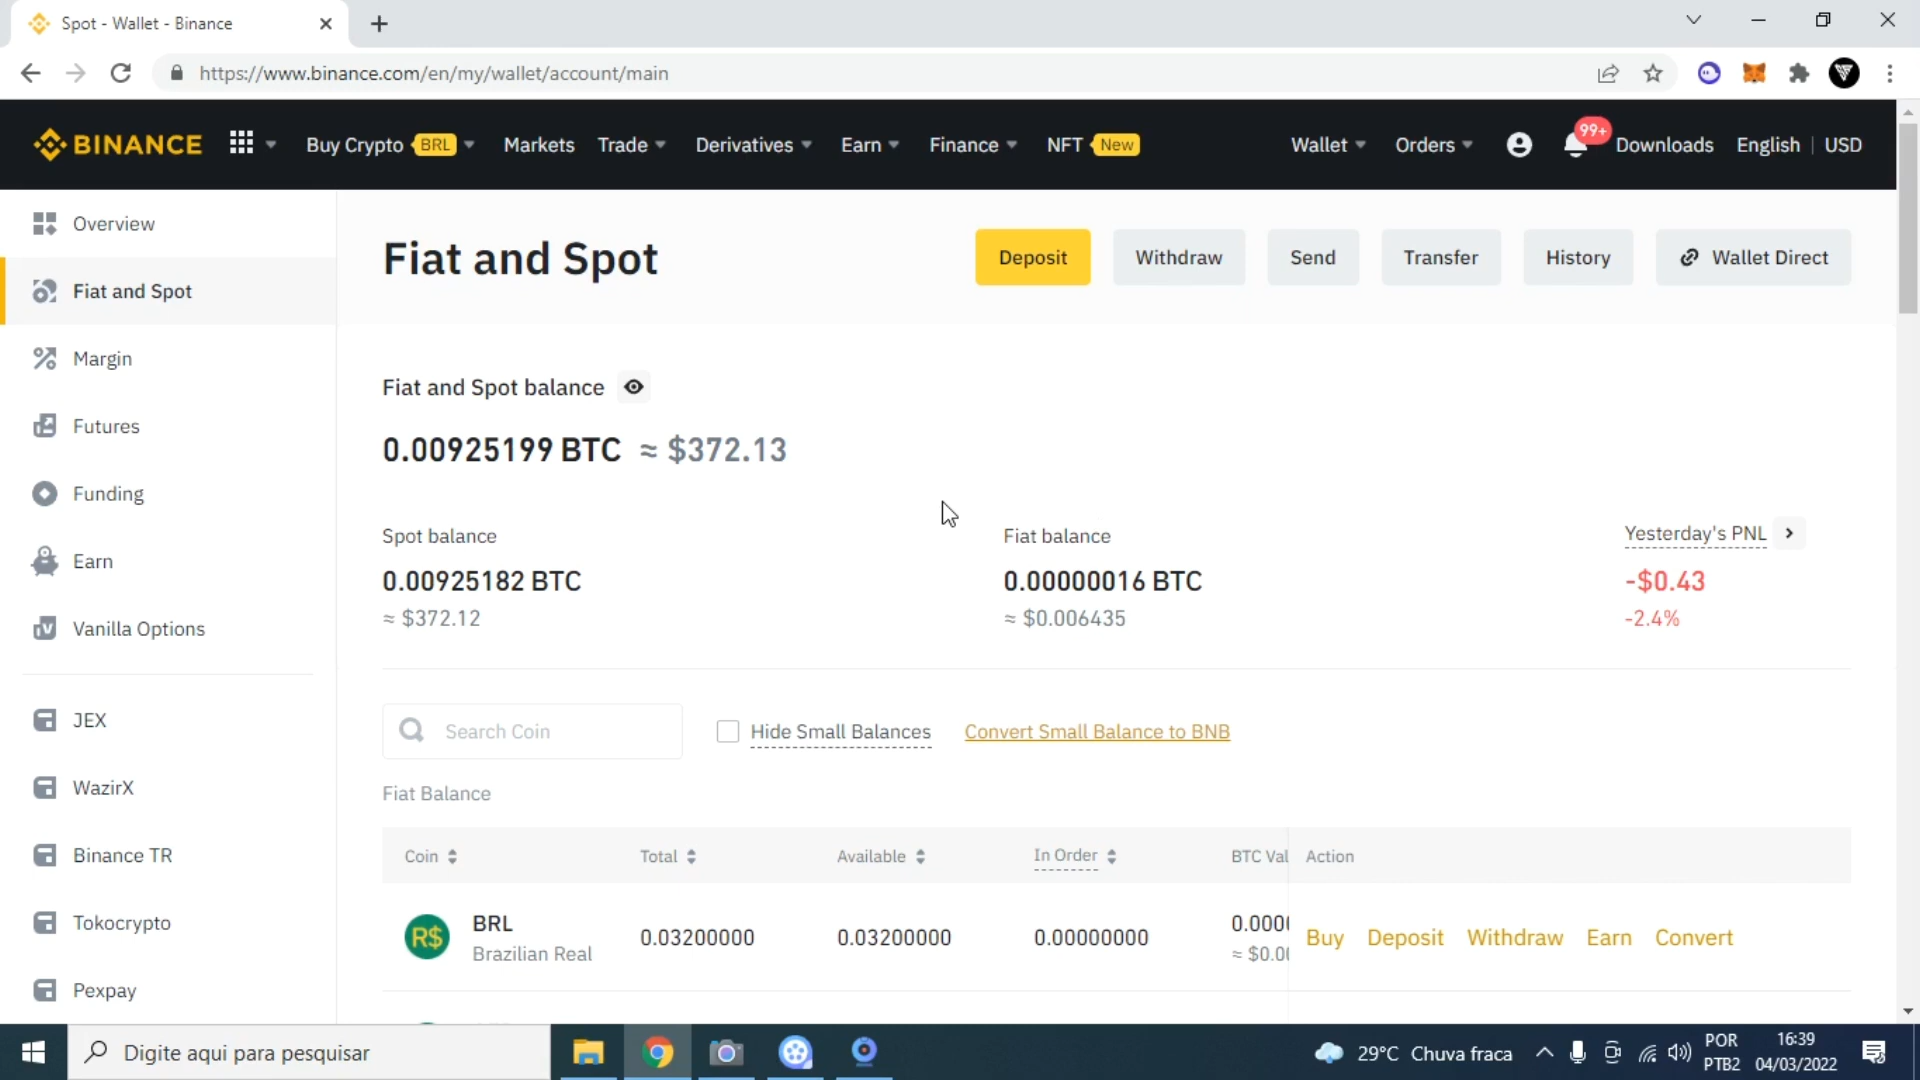 Spot - Wallet - Binance
https://www.binance.com/en/my/wallet/account/main
BINANCE Buy Crypto BRL Markets Trade Derivatives Earn Finance NFT New Wallet Orders 99+ Downloads English | USD
Overview
Fiat and Spot
Margin
Futures
Funding
Earn
Vanilla Options
JEX
WazirX
Binance TR
Tokocrypto
Pexpay
Fiat and Spot
Deposit Withdraw Send Transfer History Wallet Direct
Fiat and Spot balance
0.00925199 BTC ≈ $372.13
Spot balance
0.00925182 BTC
≈ $372.12
Fiat balance
0.00000016 BTC
≈ $0.006435
Yesterday's PNL
-$0.43
-2.4%
Search Coin Hide Small Balances Convert Small Balance to BNB
Fiat Balance
Coin Total Available In Order BTC Val Action
R$ BRL 0.03200000 0.03200000 0.00000000 0.000 Buy Deposit Withdraw Earn Convert
Brazilian Real ≈ $0.0
Digite aqui para pesquisar
29°C Chuva fraca
POR
PTB2
16:39
04/03/2022